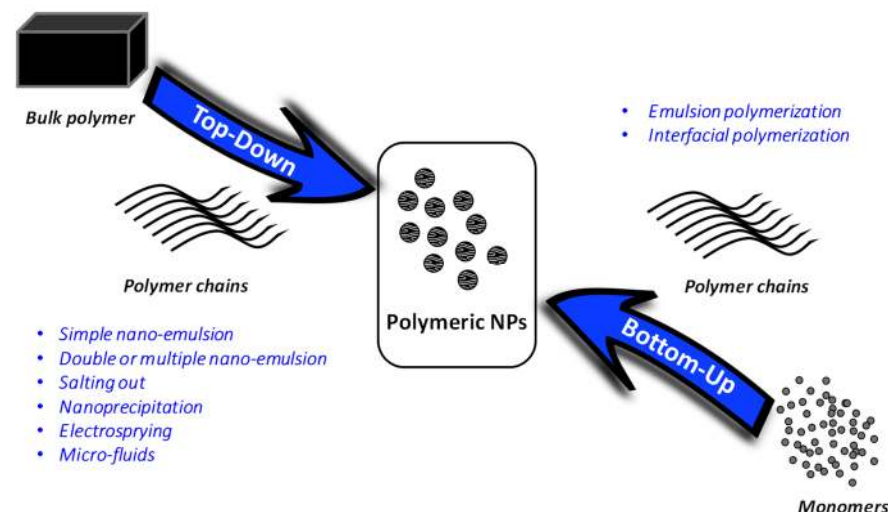 Bulk polymer
Top-Down
Polymer chains
• Simple nano-emulsion
• Double or multiple nano-emulsion
• Salting out
• Nanoprecipitation
• Electrosprying
• Micro-fluids
Polymeric NPs
• Emulsion polymerization
• Interfacial polymerization
Polymer chains
Bottom-Up
Monomers